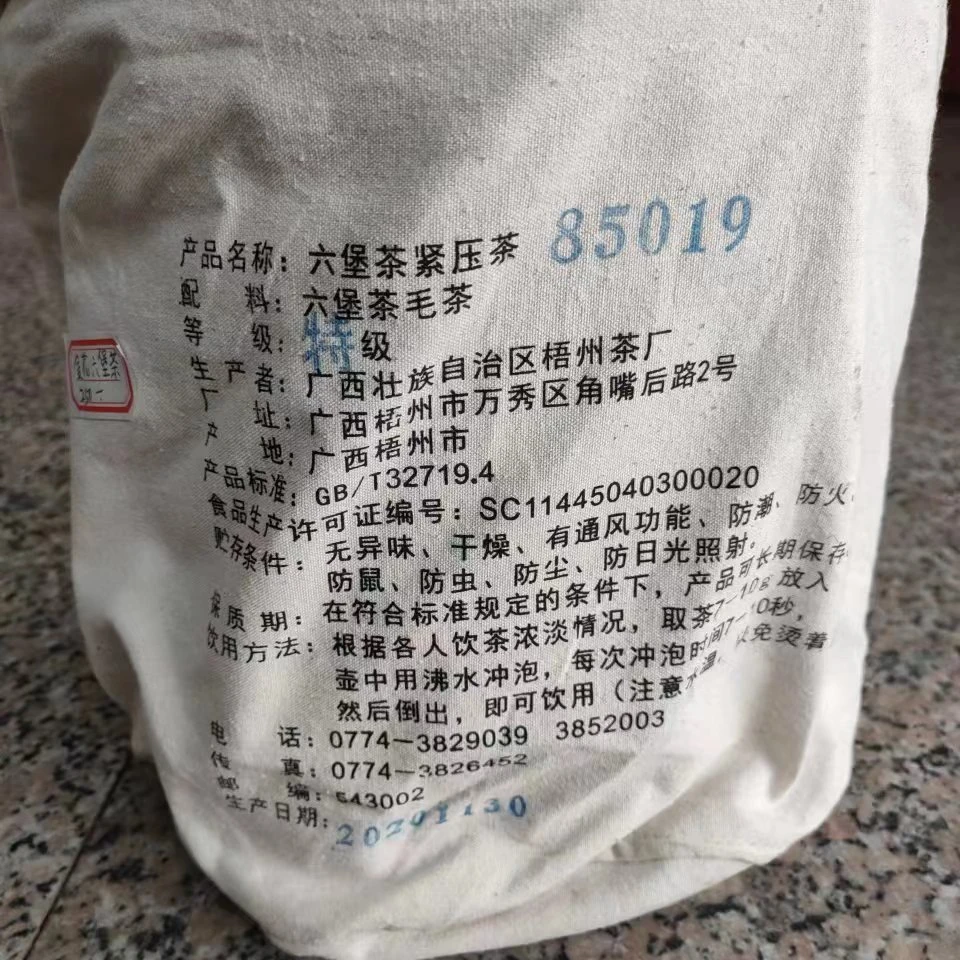 85019
产品名称：六堡茶紧压茶
配 料：六堡茶毛茶
等 级：特级
生 产 者：广西壮族自治区梧州茶厂
厂 址：广西梧州市万秀区角嘴后路2号
产 地：广西梧州市
产品标准：GB/T32719.4
食品生产许可证编号：SC11445040300020
贮存条件：无异味、干燥、有通风功能、防潮、防火、
防鼠、防虫、防尘、防日光照射。
保 质 期：在符合标准规定的条件下，产品可长期保存
饮用方法：根据各人饮茶浓淡情况，取茶7-10g放入
壶中用沸水冲泡，每次冲泡时间7-10秒，
然后倒出，即可饮用（注意水温，以免烫着
电 话：0774-3829039 3852003
传 真：0774-3826452
邮 编：543002
生产日期：20201130
六堡茶